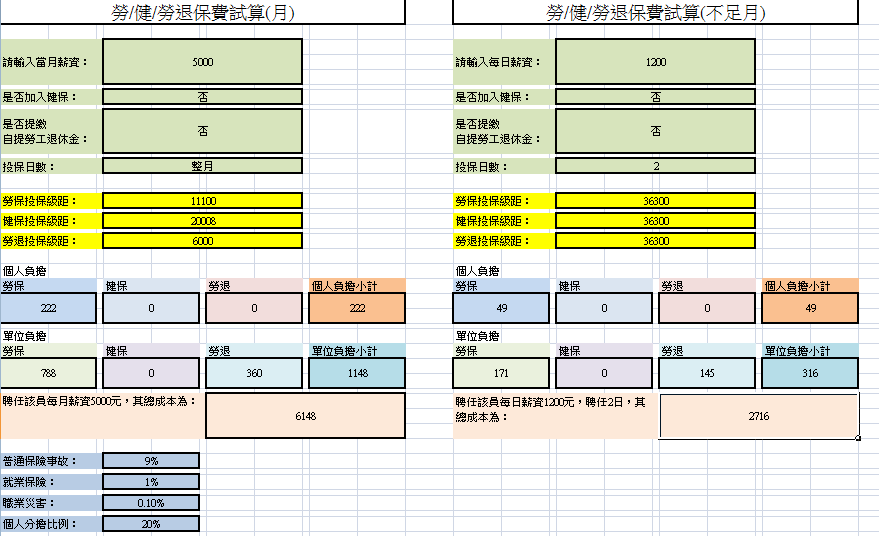 勞/健/勞退保費試算(月)
請輸入當月薪資： 5000
是否加入健保： 否
是否提繳
自提勞工退休金： 否
投保日數： 整月
勞保投保級距： 11100
健保投保級距： 20008
勞退投保級距： 6000
個人負擔
勞保 健保 勞退 個人負擔小計
222 0 0 222
單位負擔
勞保 健保 勞退 單位負擔小計
788 0 360 1148
聘任該員每月薪資5000元，其總成本為： 6148
普通保險事故： 9%
就業保險： 1%
職業災害： 0.10%
個人分擔比例： 20%
勞/健/勞退保費試算(不足月)
請輸入每日薪資： 1200
是否加入健保： 否
是否提繳
自提勞工退休金： 否
投保日數： 2
勞保投保級距： 36300
健保投保級距： 36300
勞退投保級距： 36300
個人負擔
勞保 健保 勞退 個人負擔小計
49 0 0 49
單位負擔
勞保 健保 勞退 單位負擔小計
171 0 145 316
聘任該員每日薪資1200元，聘任2日，其
總成本為： 2716